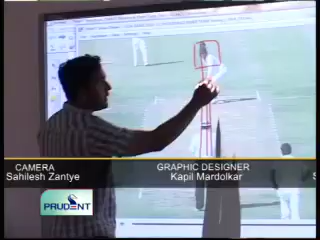 CAMERA
Sahilesh Zantye
GRAPHIC DESIGNER
Kapil Mardolkar
S
PRUDENT